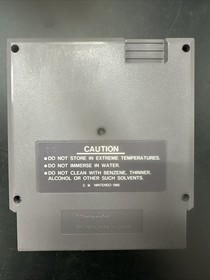 CAUTION
●DO NOT STORE IN EXTREME TEMPERATURES.
●DO NOT IMMERSE IN WATER.
●DO NOT CLEAN WITH BENZENE, THINNER,
ALCOHOL OR OTHER SUCH SOLVENTS.
NINTENDO 1985